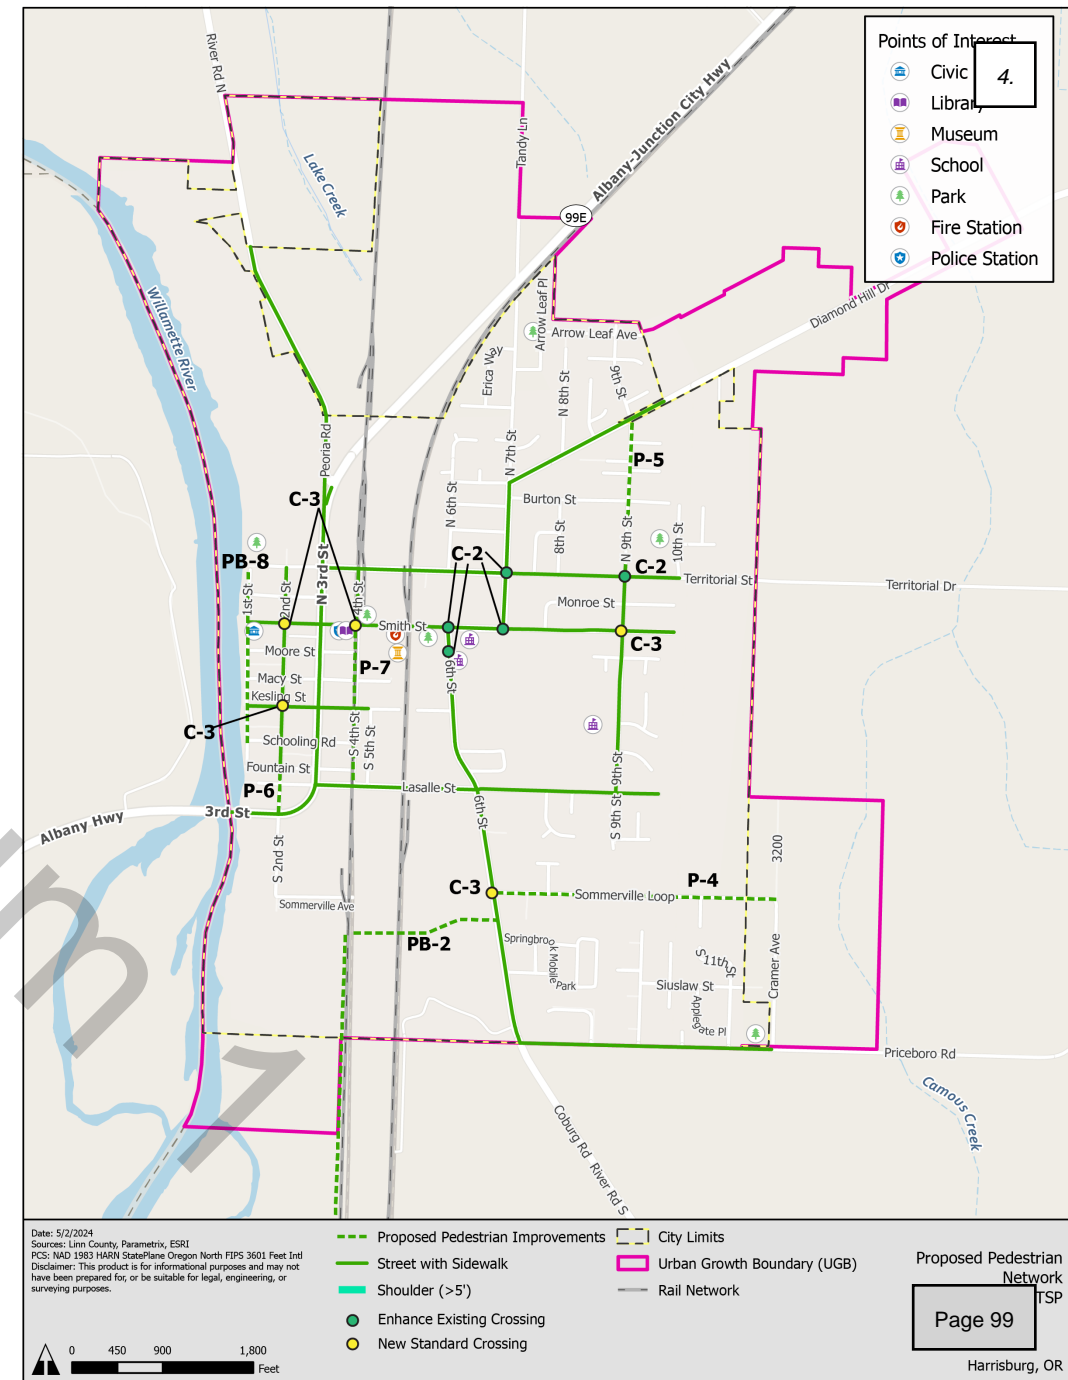 Points of Interest
Civic
Library
Museum
School
Park
Fire Station
Police Station
4.
River Rd N
Lake Creek
Tandy Ln
Albany-Junction City Hwy
99E
Willamette River
Diamond Hill Dr
Arrow Leaf Pl
Arrow Leaf Ave
Erica Way
N 8th St
9th St
Peoria Rd
N 7th St
P-5
C-3
N 6th St
Burton St
8th St
N 9th St
10th St
PB-8
N 3rd St
C-2
C-2
Territorial St
Territorial Dr
1st St
2nd St
4th St
Monroe St
Smith St
C-3
Moore St
P-7
6th St
Macy St
Kesling St
C-3
Schooling Rd
S 4th St
S 5th St
Fountain St
S 9th St
9th St
P-6
Lasalle St
3rd St
Albany Hwy
6th St
S 2nd St
3200
C-3
P-4
Sommerville Loop
Sommerville Ave
PB-2
Springbrook Mobile Park
S 11th St
Siuslaw St
Applegate Pl
Cramer Ave
Priceboro Rd
Camous Creek
Coburg Rd
River Rd S
Date: 5/2/2024
Sources: Linn County, Parametrix, ESRI
PCS: NAD 1983 HARN StatePlane Oregon North FIPS 3601 Feet Intl
Disclaimer: This product is for informational purposes and may not
have been prepared for, or be suitable for legal, engineering, or
surveying purposes.
0 450 900 1,800
Feet
Proposed Pedestrian Improvements
Street with Sidewalk
Shoulder (>5')
Enhance Existing Crossing
New Standard Crossing
City Limits
Urban Growth Boundary (UGB)
Rail Network
Proposed Pedestrian
Network
TSP
Page 99
Harrisburg, OR